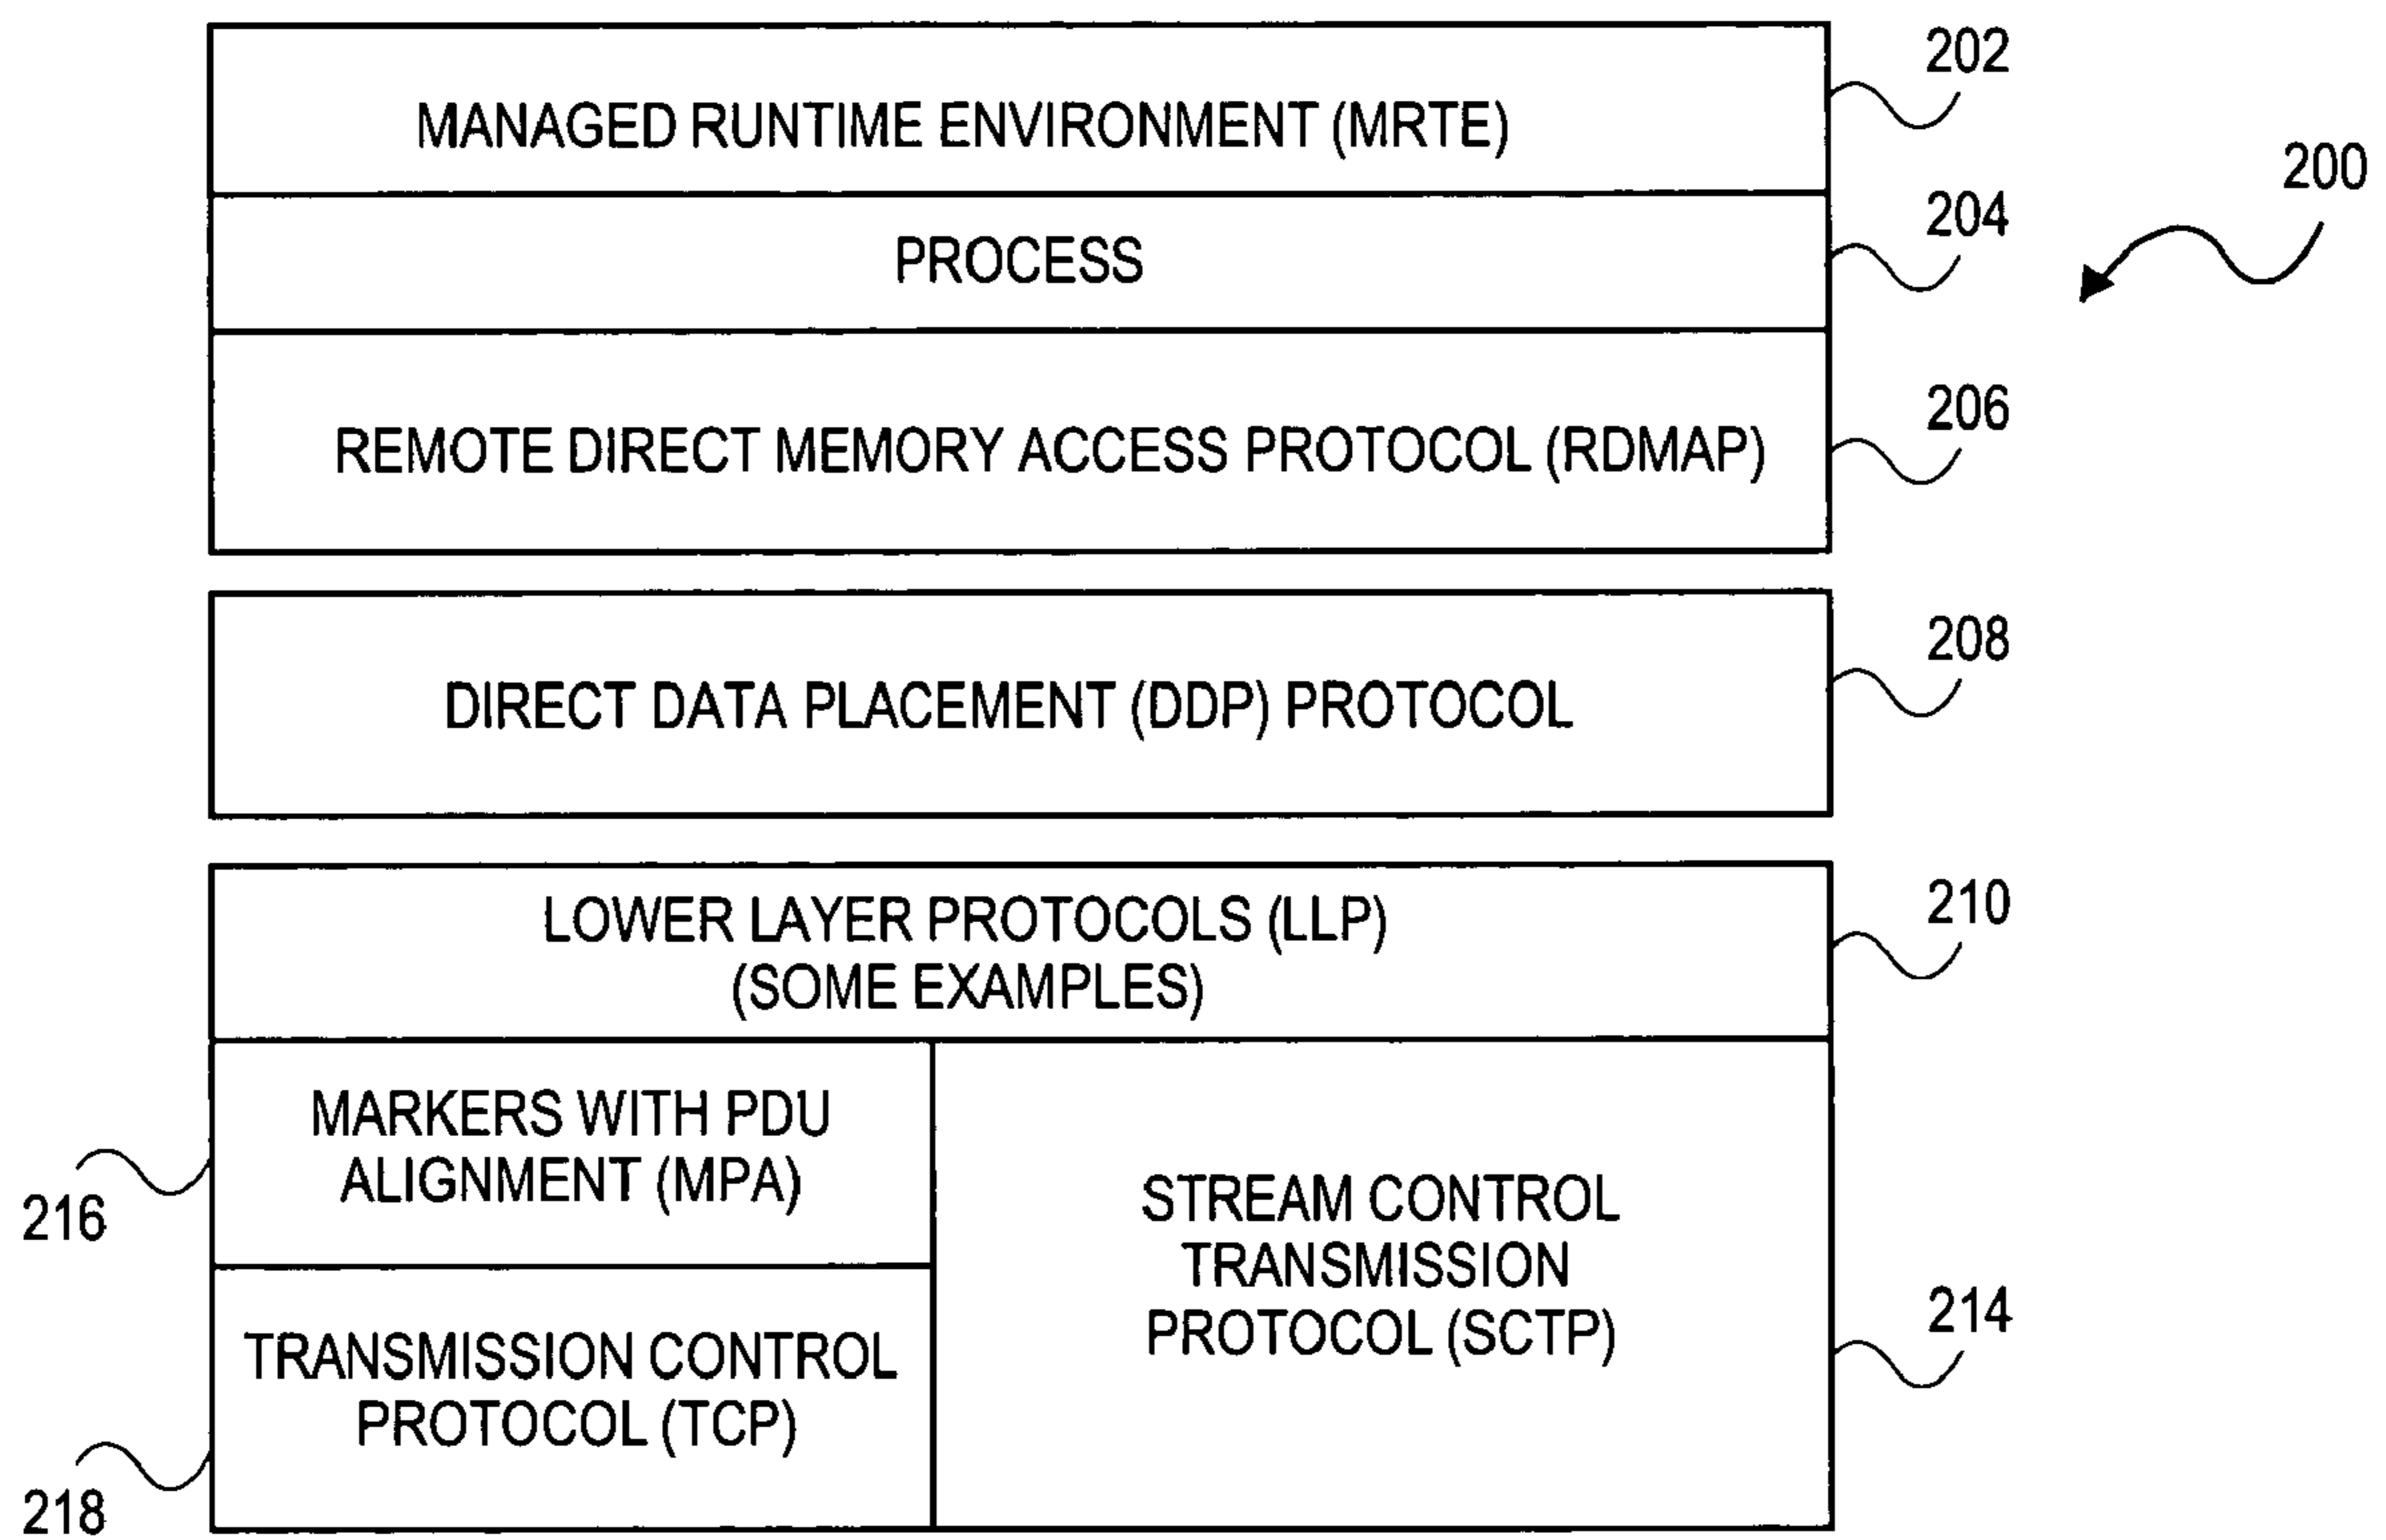 202
MANAGED RUNTIME ENVIRONMENT (MRTE)
200
204
PROCESS
206
REMOTE DIRECT MEMORY ACCESS PROTOCOL (RDMAP)
208
DIRECT DATA PLACEMENT (DDP) PROTOCOL
210
LOWER LAYER PROTOCOLS (LLP)
(SOME EXAMPLES)
MARKERS WITH PDU
ALIGNMENT (MPA)
216
STREAM CONTROL
TRANSMISSION
PROTOCOL (SCTP)
214
TRANSMISSION CONTROL
PROTOCOL (TCP)
218